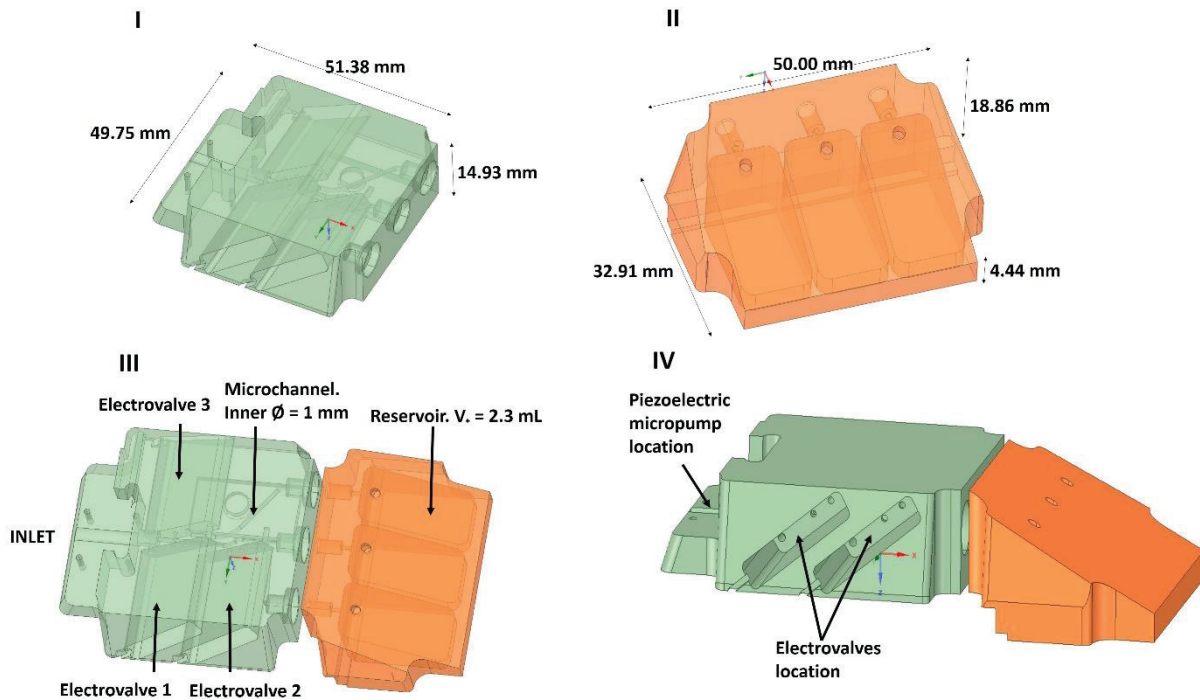 I
51.38 mm
49.75 mm
14.93 mm
II
50.00 mm
18.86 mm
32.91 mm
4.44 mm
III
Electrovalve 3
Microchannel.
Inner Ø = 1 mm
Reservoir. V. = 2.3 mL
INLET
Electrovalve 1
Electrovalve 2
IV
Piezoelectric
micropump
location
Electrovalves
location